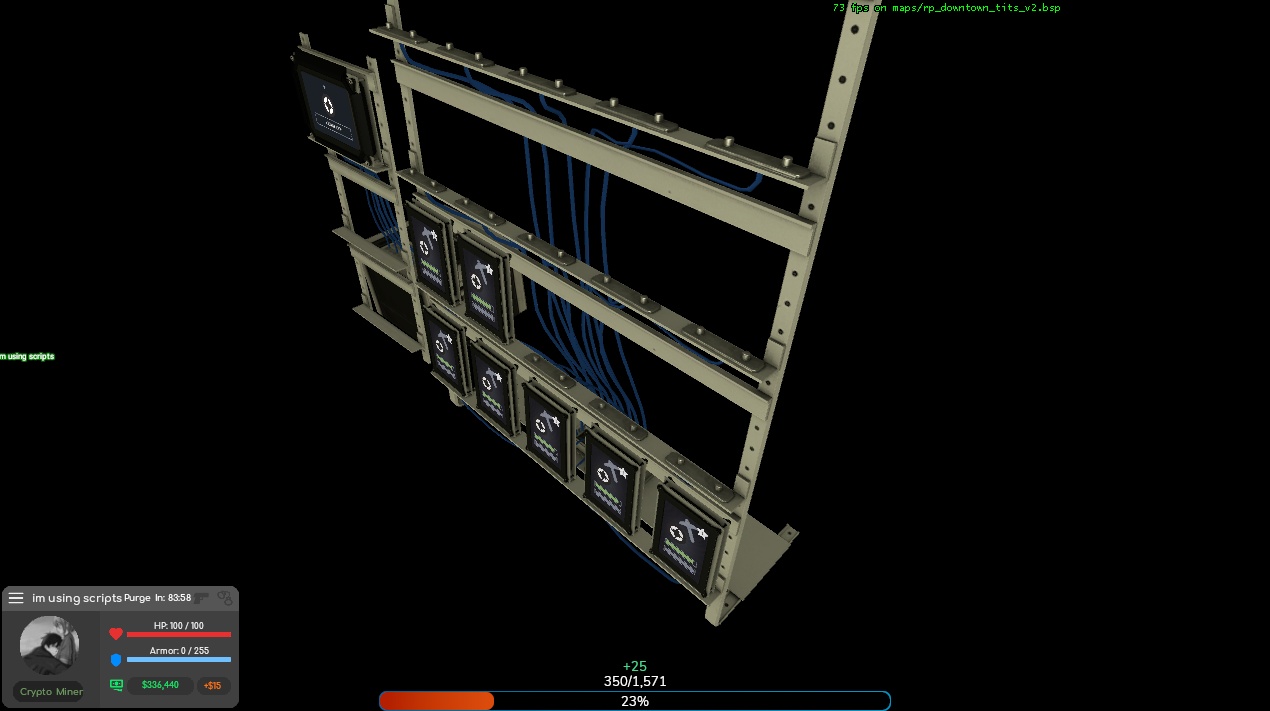 73 fps on maps/rp_downtown_tits_v2.bsp
m using scripts
im using scripts Purge In: 83:58
HP: 100 / 100
Armor: 0 / 255
$336,440 +$15
Crypto Miner
+25
350/1,571
23%